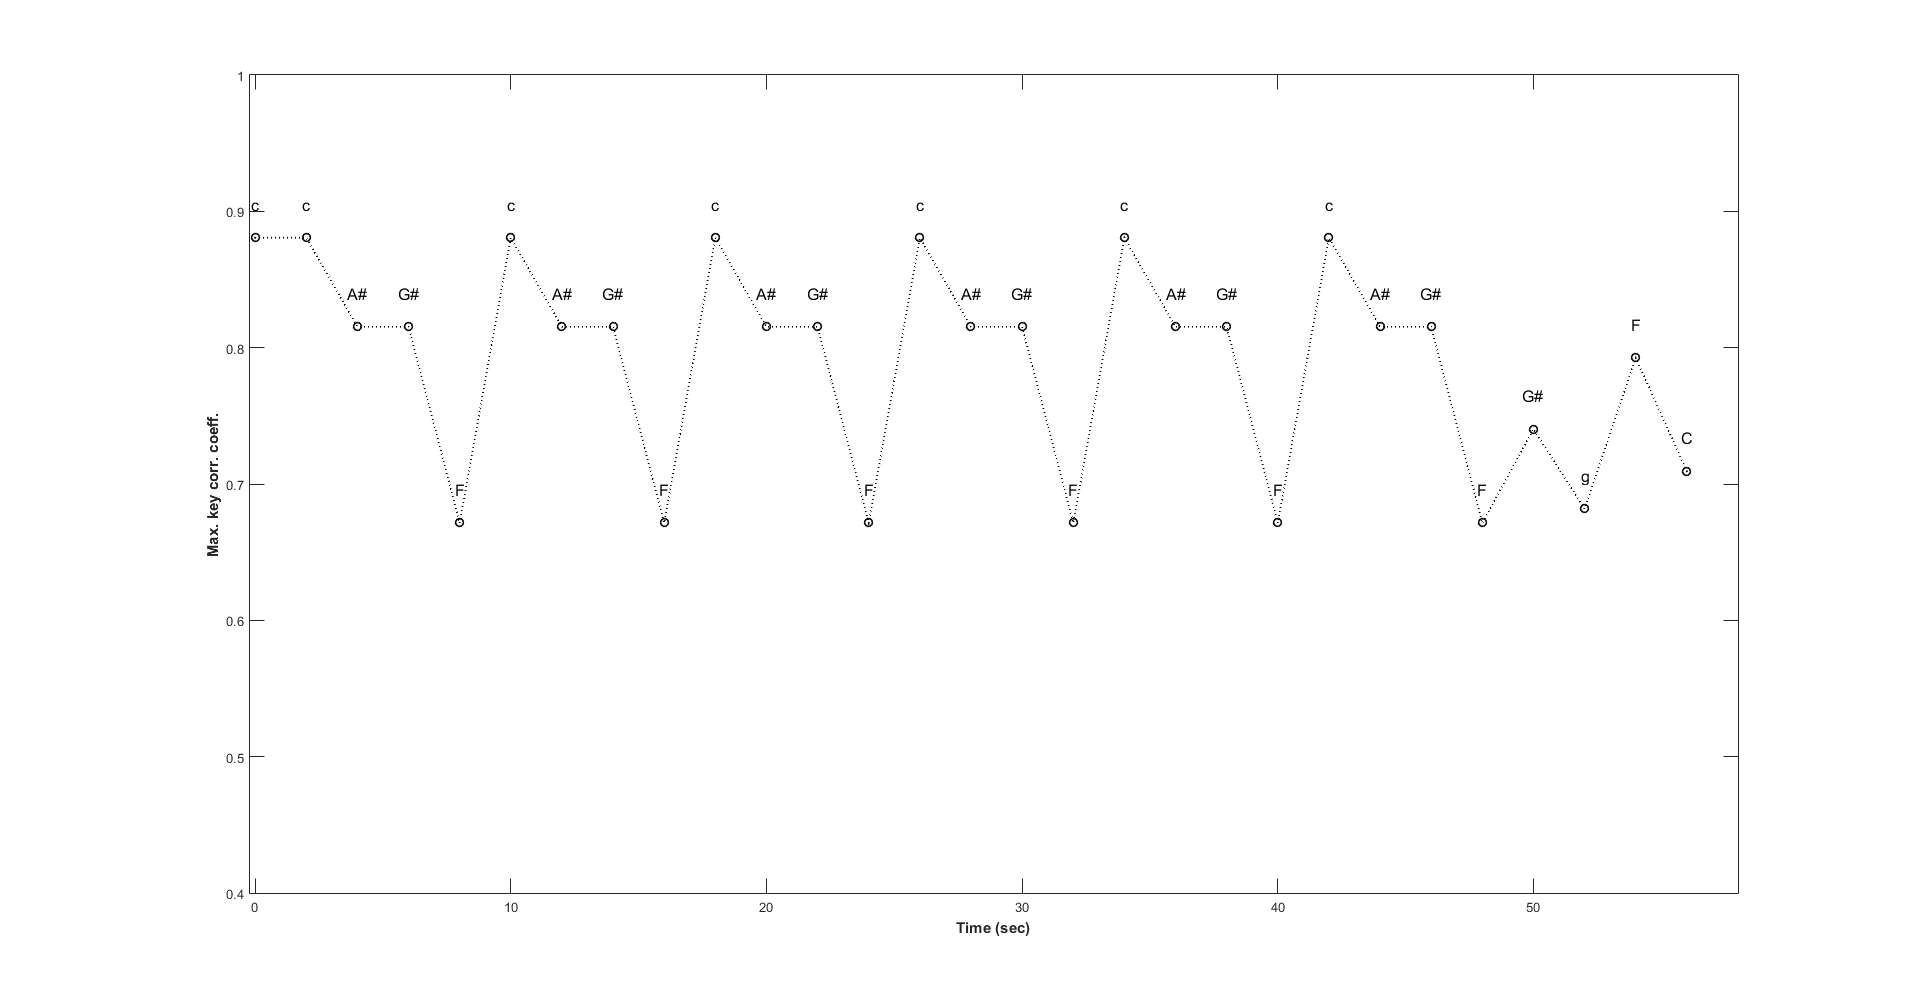 1
c c c c c c c
0.9
A# G# A# G# A# G# A# G# A# G# A# G#
F
0.8
G#
C
0.7
g
F F F F F F
0.6
0.5
0.4
0 10 20 30 40 50
Time (sec)
Max. key corr. coeff.